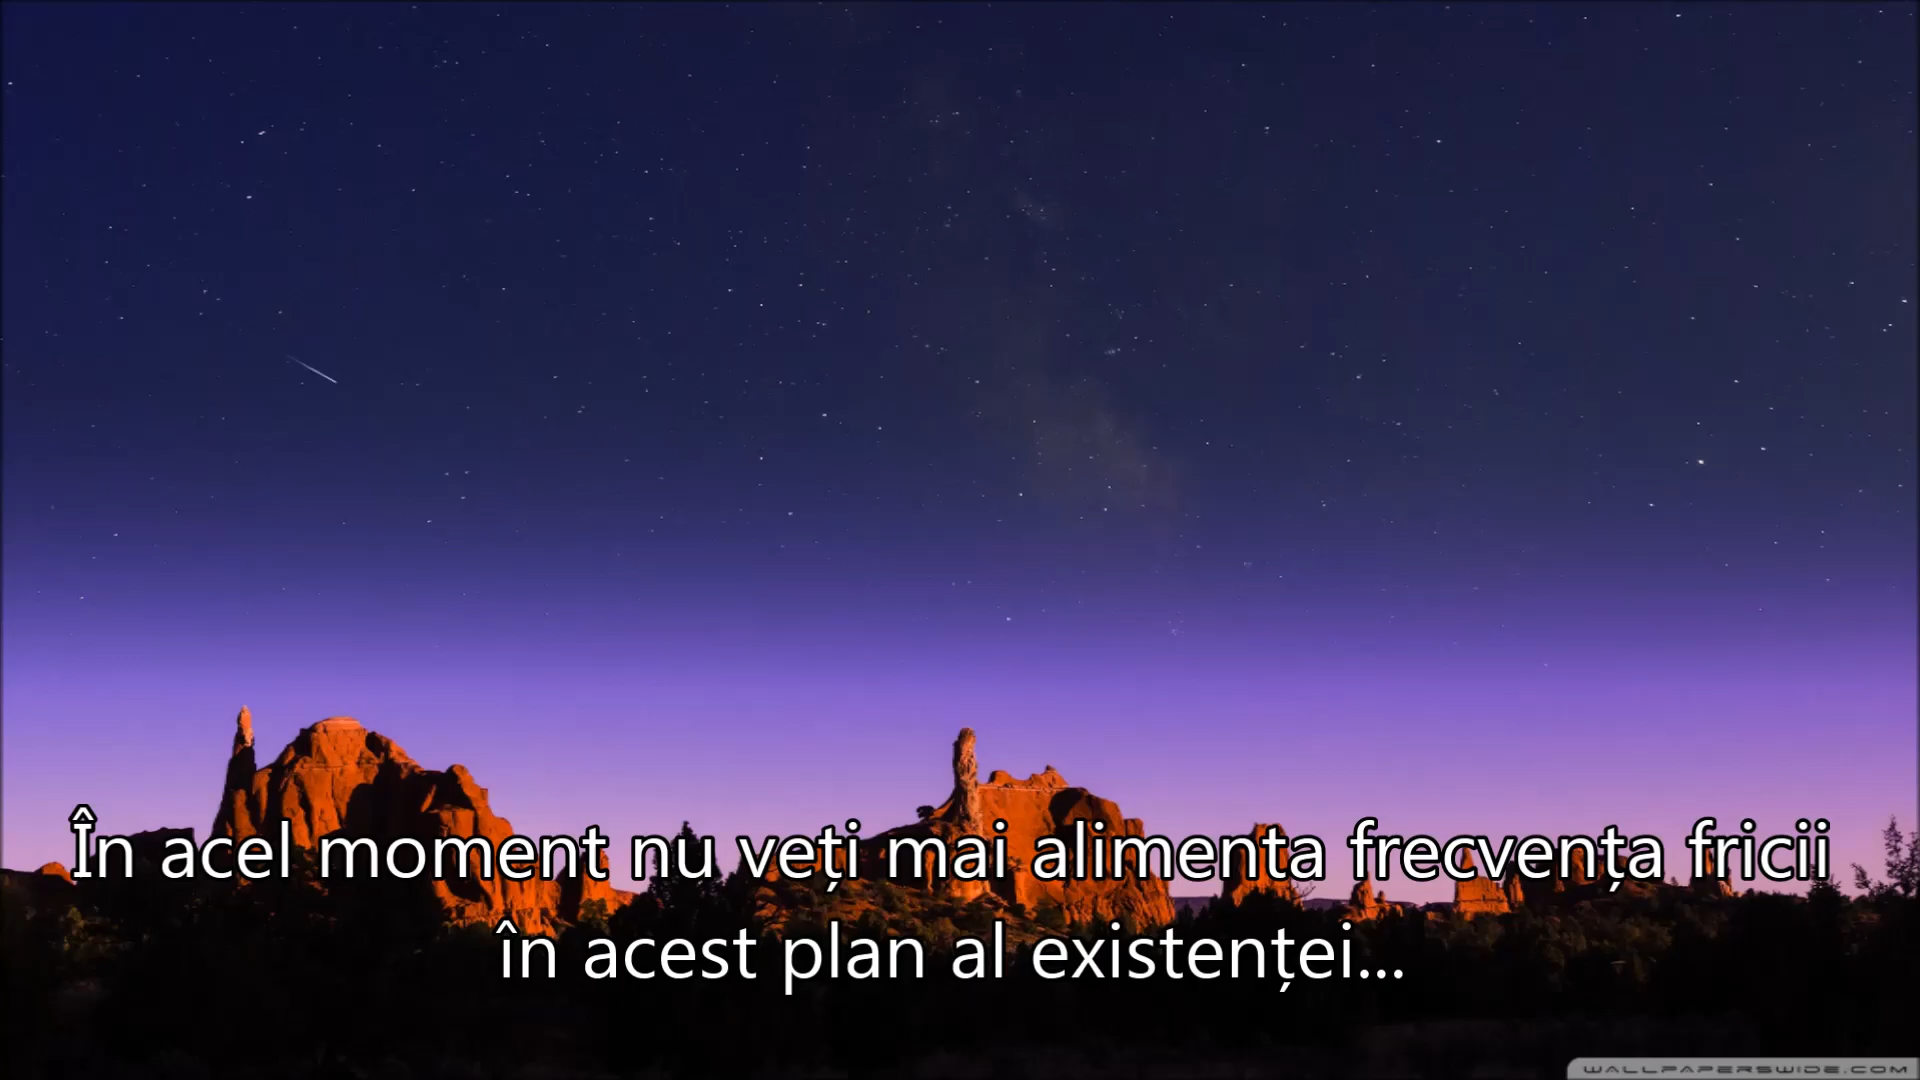 În acel moment nu veți mai alimenta frecvența fricii
în acest plan al existenței...
WALLPAPERSWIDE.COM